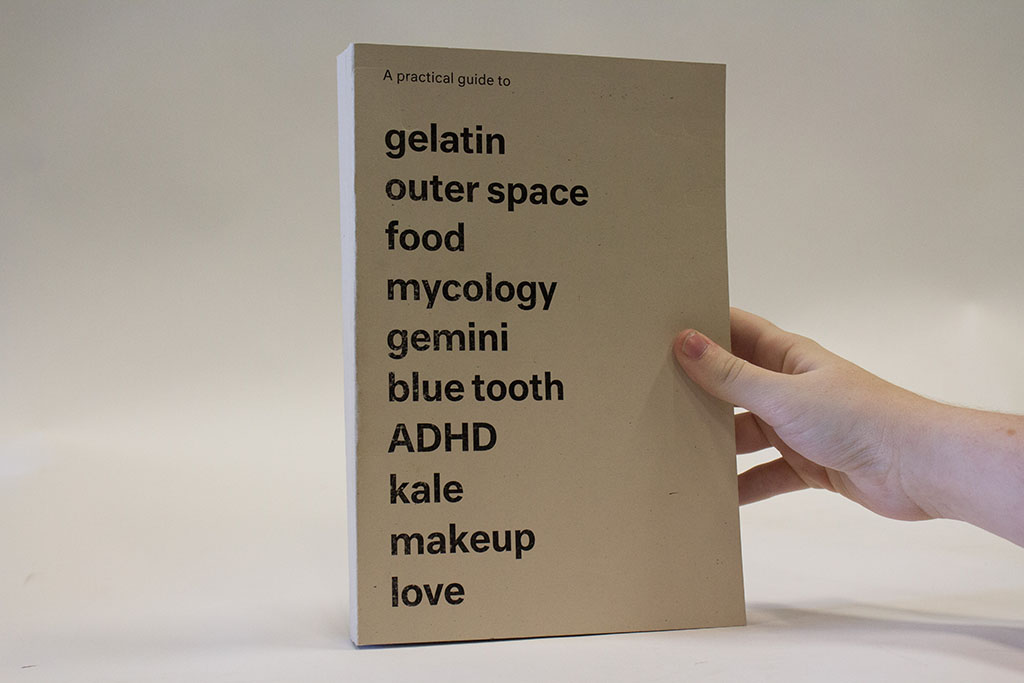 A practical guide to
gelatin
outer space
food
mycology
gemini
blue tooth
ADHD
kale
makeup
love